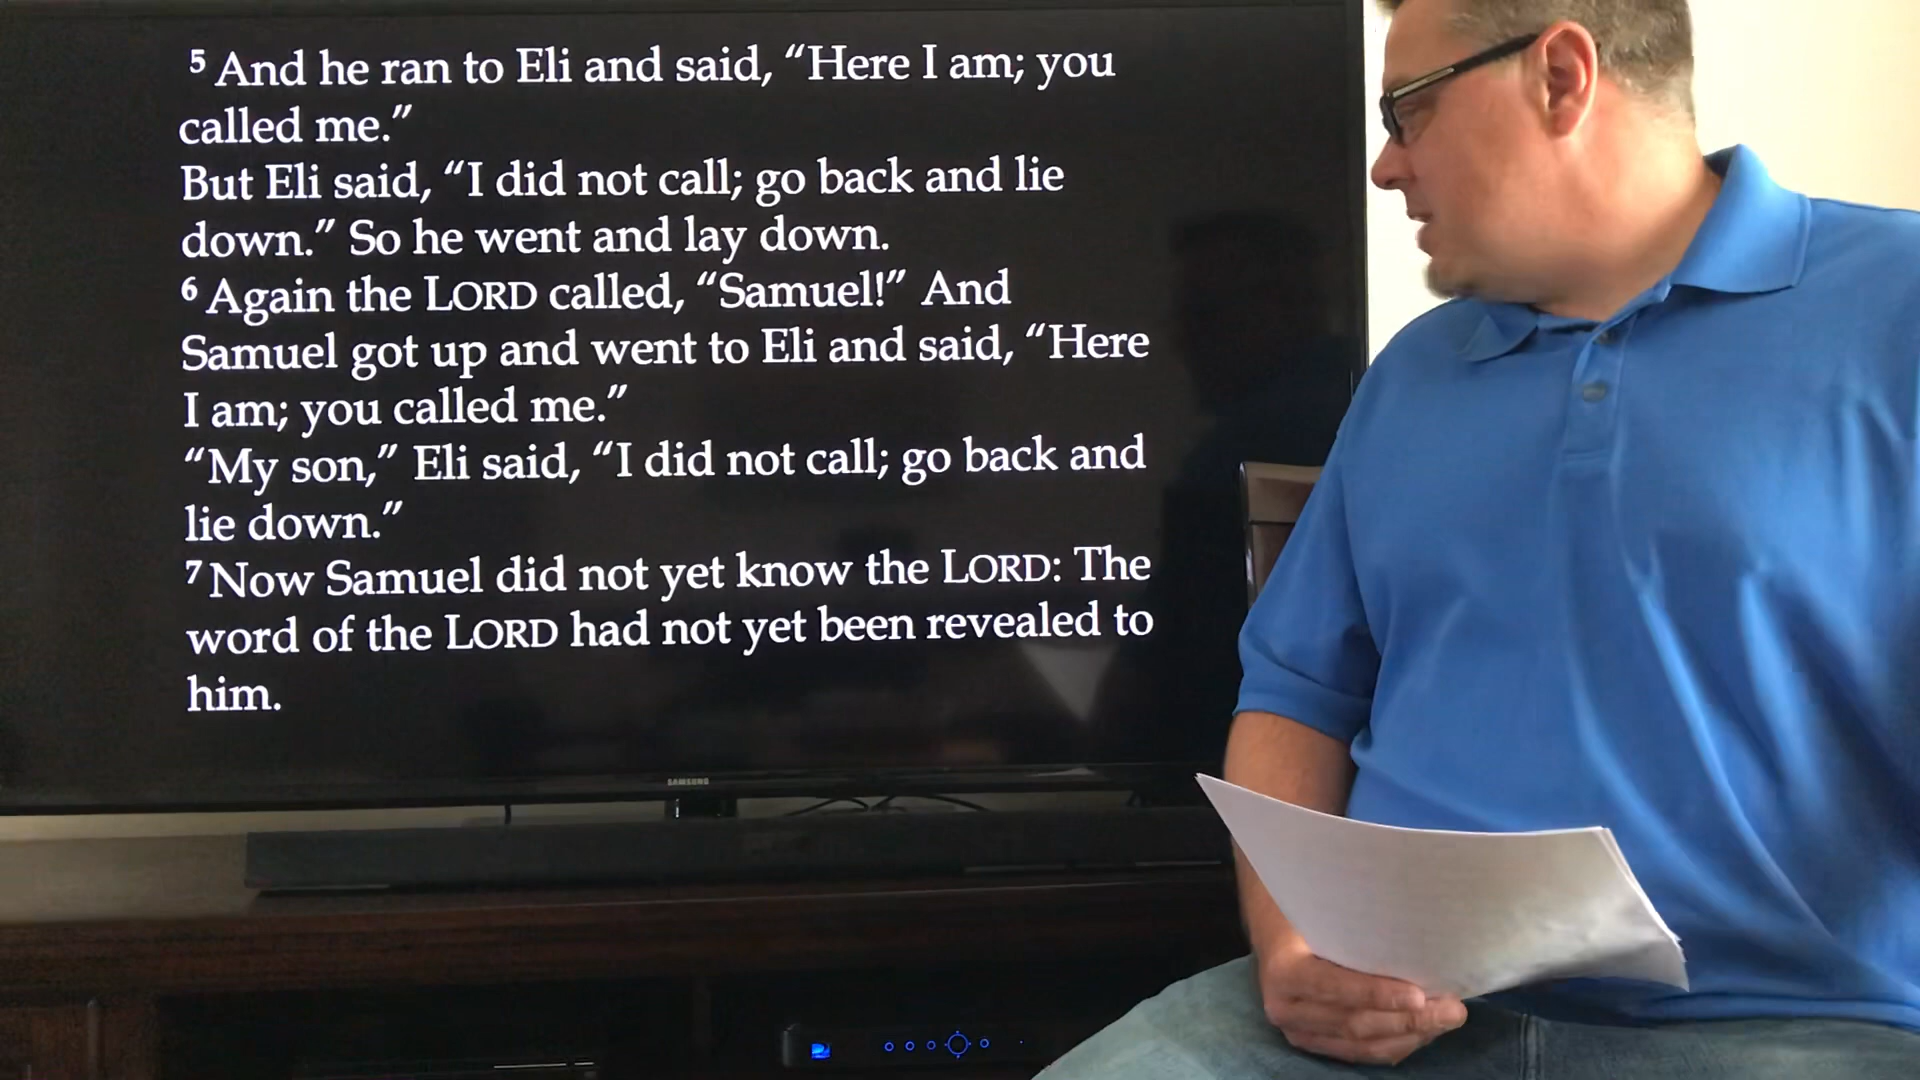 5 And he ran to Eli and said, “Here I am; you
called me.”
But Eli said, “I did not call; go back and lie
down.” So he went and lay down.
6 Again the LORD called, “Samuel!” And
Samuel got up and went to Eli and said, “Here
I am; you called me.”
“My son,” Eli said, “I did not call; go back and
lie down.”
7 Now Samuel did not yet know the LORD: The
word of the LORD had not yet been revealed to
him.
SAMSUNG